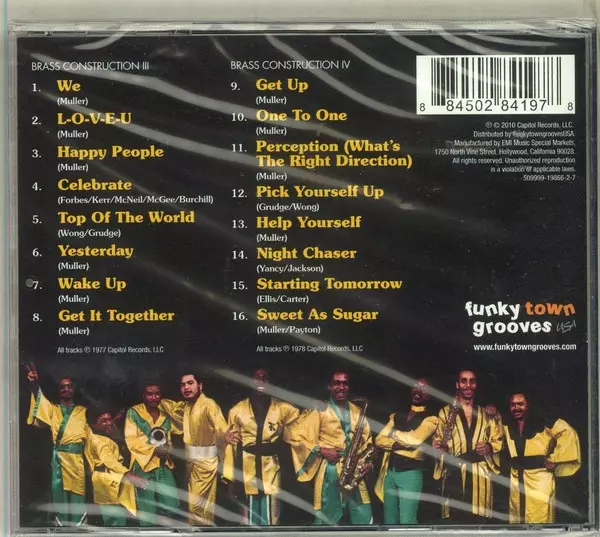 BRASS CONSTRUCTION III
1. We
(Muller)
2. L-O-V-E-U
(Muller)
3. Happy People
(Muller)
4. Celebrate
(Forbes/Kerr/McNeil/McGee/Burchill)
5. Top Of The World
(Wong/Grudge)
6. Yesterday
(Muller)
7. Wake Up
(Muller)
8. Get It Together
(Muller)
All tracks ℗ 1977 Capitol Records, LLC
BRASS CONSTRUCTION IV
9. Get Up
(Muller)
10. One To One
(Muller)
11. Perception (What's
The Right Direction)
(Muller)
12. Pick Yourself Up
(Grudge/Wong)
13. Help Yourself
(Muller)
14. Night Chaser
(Yancy/Jackson)
15. Starting Tomorrow
(Ellis/Carter)
16. Sweet As Sugar
(Muller/Payton)
All tracks ℗ 1978 Capitol Records, LLC
8 84502 84197 8
℗ © 2010 Capitol Records, LLC.
Distributed by funkytowngroovesUSA.
Manufactured by EMI Music Special Markets,
1750 North Vine Street. Hollywood, California 90028.
All rights reserved. Unauthorized reproduction
is a violation of applicable laws.
509999-19866-2-7
funky town
grooves USA
www.funkytowngrooves.com